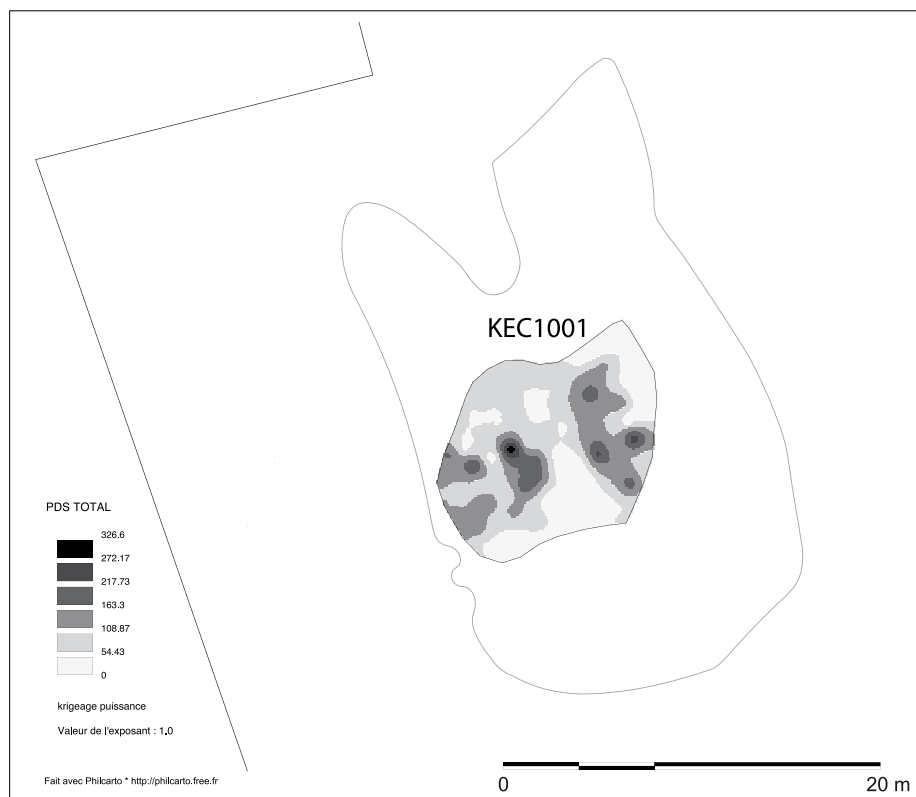 KEC1001
PDS TOTAL
326.6
272.17
217.73
163.3
108.87
54.43
0
krigeage puissance
Valeur de l'exposant : 1.0
Fait avec Philcarto * http://philcarto.free.fr
0 20 m